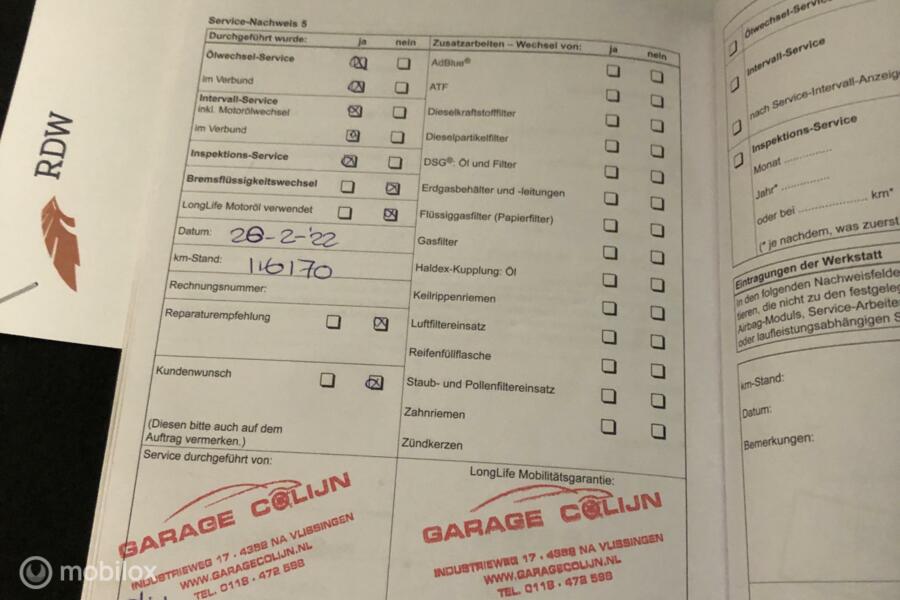 RDW
Service-Nachweis 5
Durchgeführt wurde: ja nein
Ölwechsel-Service
im Verbund
Intervall-Service
inkl. Motorölwechsel
im Verbund
Inspektions-Service
Bremsflüssigkeitswechsel
LongLife Motoröl verwendet
Datum: 26-2-'22
km-Stand: 116170
Rechnungsnummer:
Reparaturempfehlung
Kundenwunsch
(Diesen bitte auch auf dem
Auftrag vermerken.)
Service durchgeführt von:
GARAGE COLIJN
INDUSTRIEWEG 17 - 4382 NA VLISSINGEN
WWW.GARAGECOLIJN.NL
TEL. 0118 - 472 588
Zusatzarbeiten – Wechsel von: ja nein
AdBlue®
ATF
Dieselkraftstofffilter
Dieselpartikelfilter
DSG®: Öl und Filter
Erdgasbehälter und -leitungen
Flüssiggasfilter (Papierfilter)
Gasfilter
Haldex-Kupplung: Öl
Keilrippenriemen
Luftfiltereinsatz
Reifenfüllflasche
Staub- und Pollenfiltereinsatz
Zahnriemen
Zündkerzen
LongLife Mobilitätsgarantie:
GARAGE COLIJN
INDUSTRIEWEG 17 - 4382 NA VLISSINGEN
WWW.GARAGECOLIJN.NL
TEL. 0118 - 472 588
Ölwechsel-Service
Intervall-Service
nach Service-Intervall-Anzeige
Inspektions-Service
Monat
Jahr*
oder bei km*
(* je nachdem, was zuerst
Eintragungen der Werkstatt
In den folgenden Nachweisfelde
tieren, die nicht zu den festgeleg
Airbag-Moduls, Service-Arbeite
oder laufleistungsabhängigen S
km-Stand:
Datum:
Bemerkungen:
mobilox